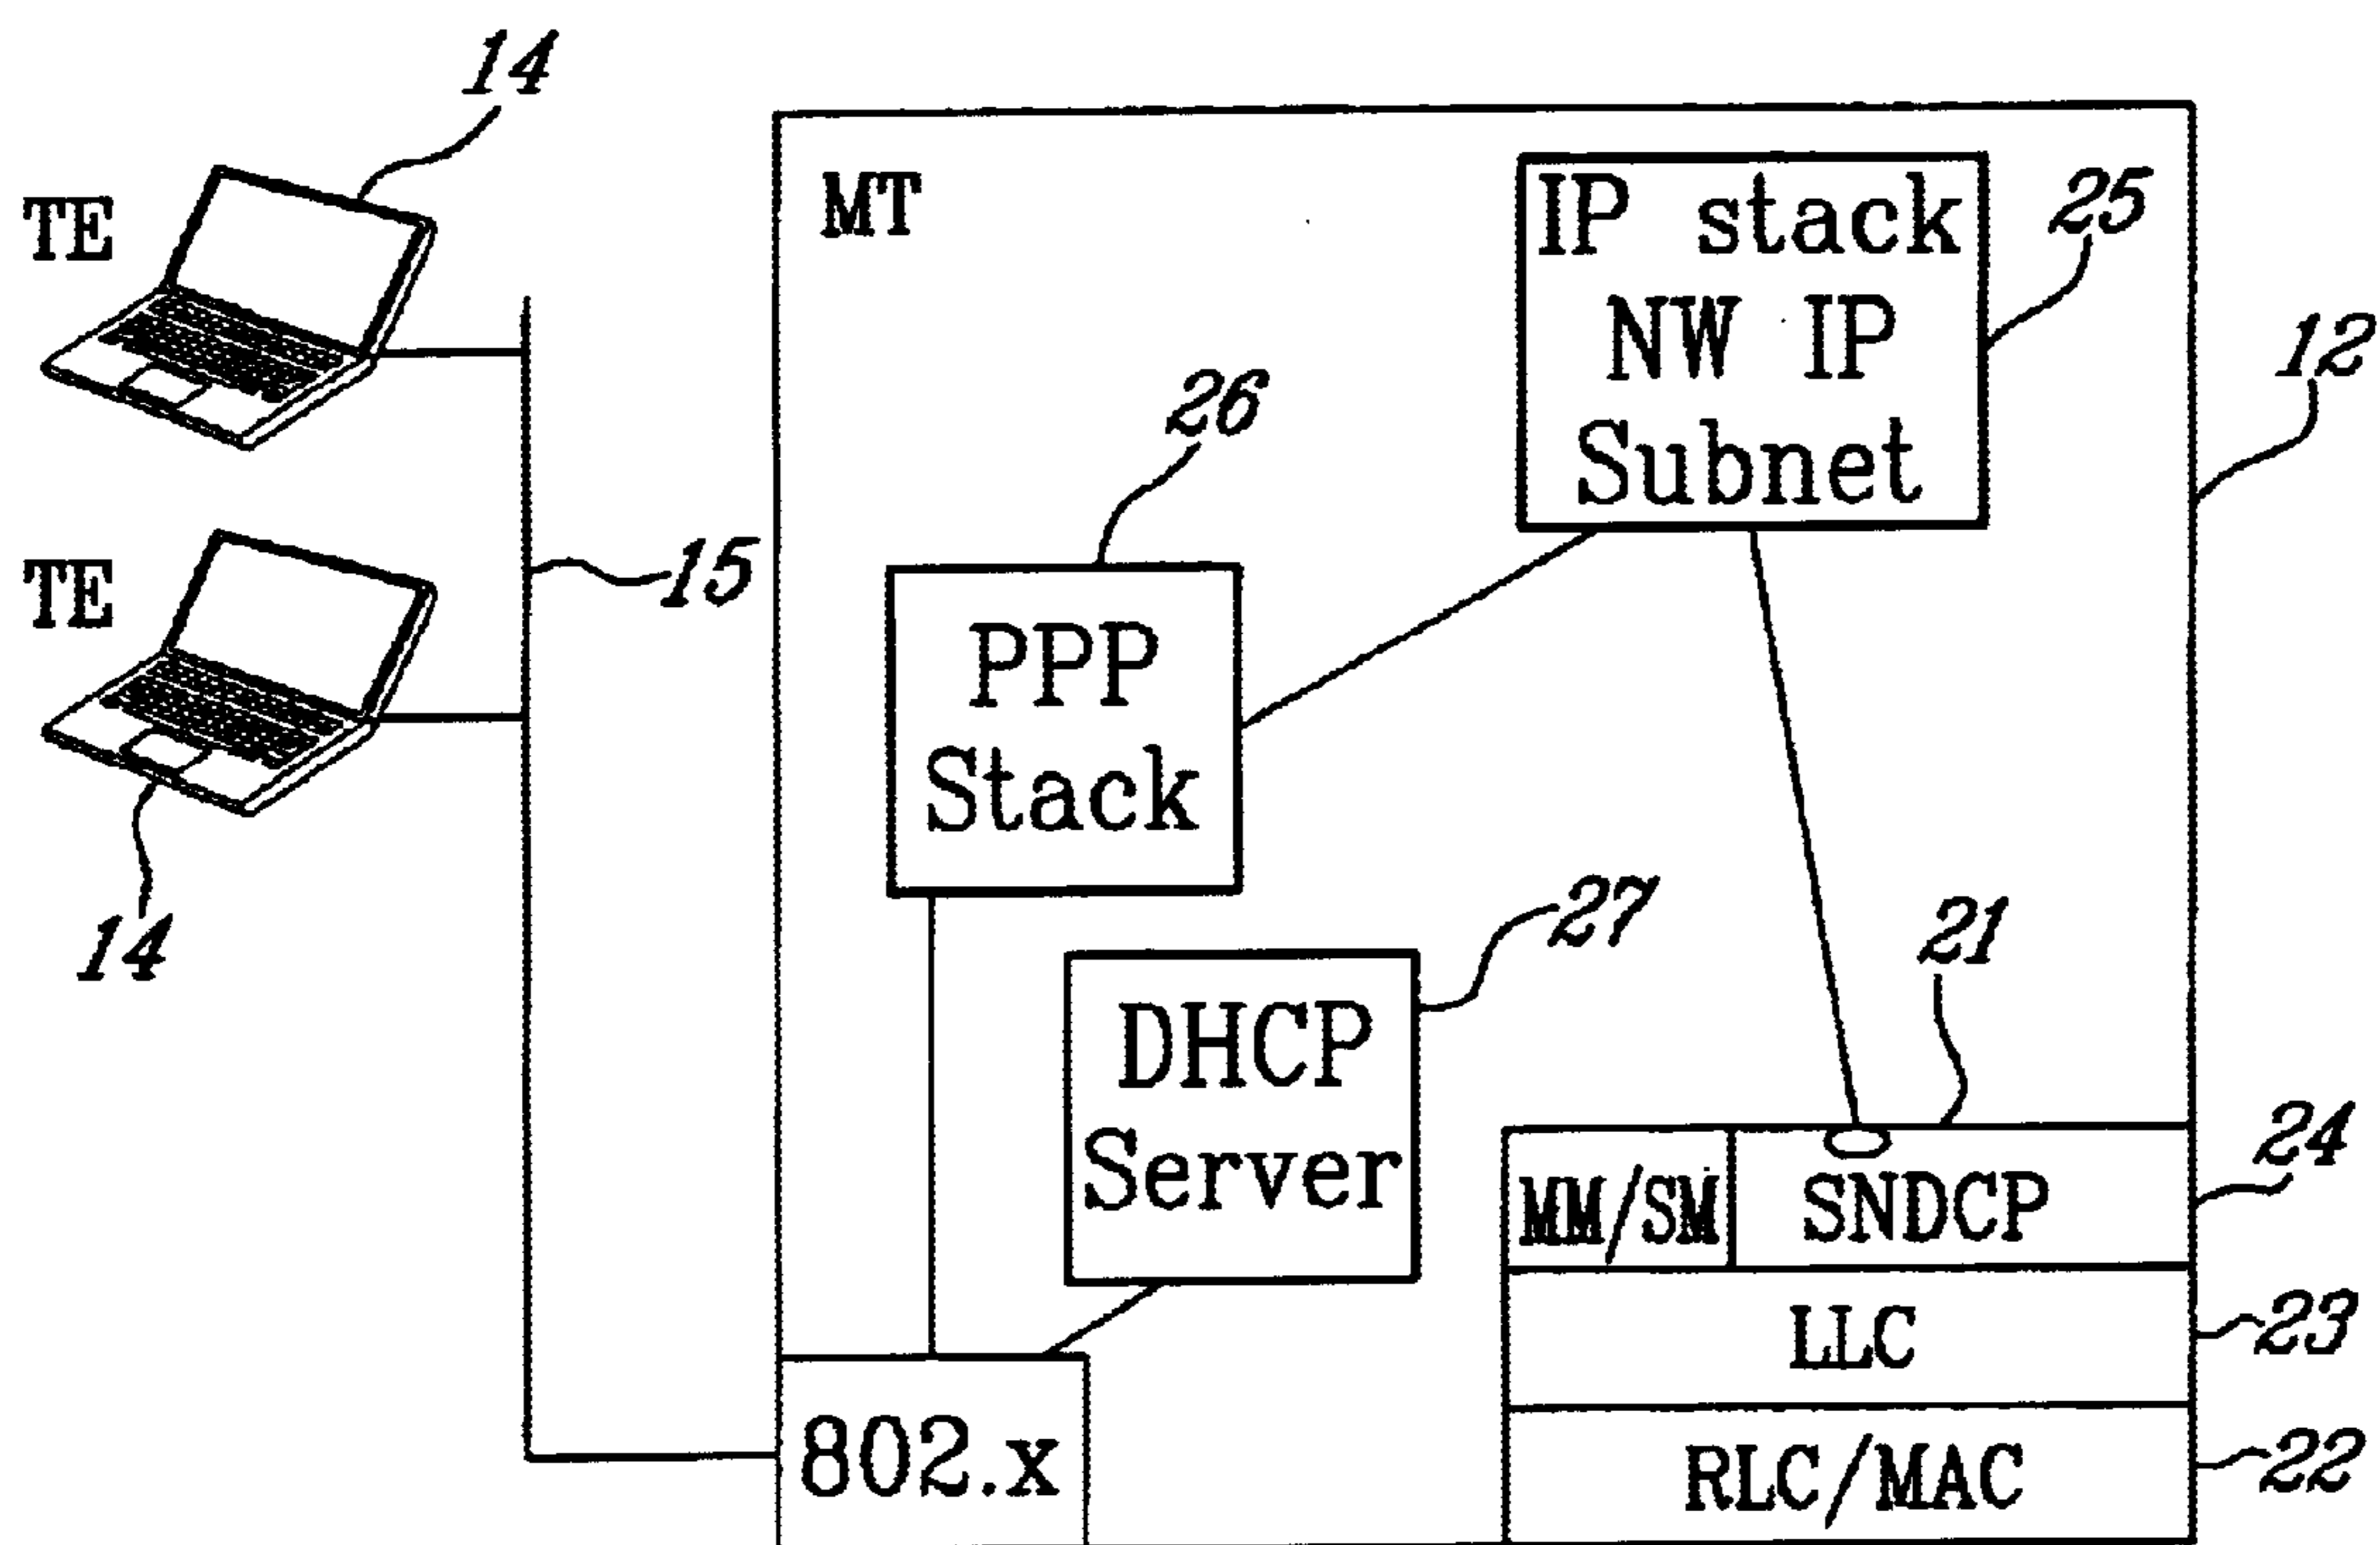 14
TE
MT
IP stack
NW IP
Subnet
25
12
26
TE
15
PPP
Stack
14
27
21
DHCP
Server
24
MM/SM
SNDCP
LLC
23
802.x
RLC/MAC
22